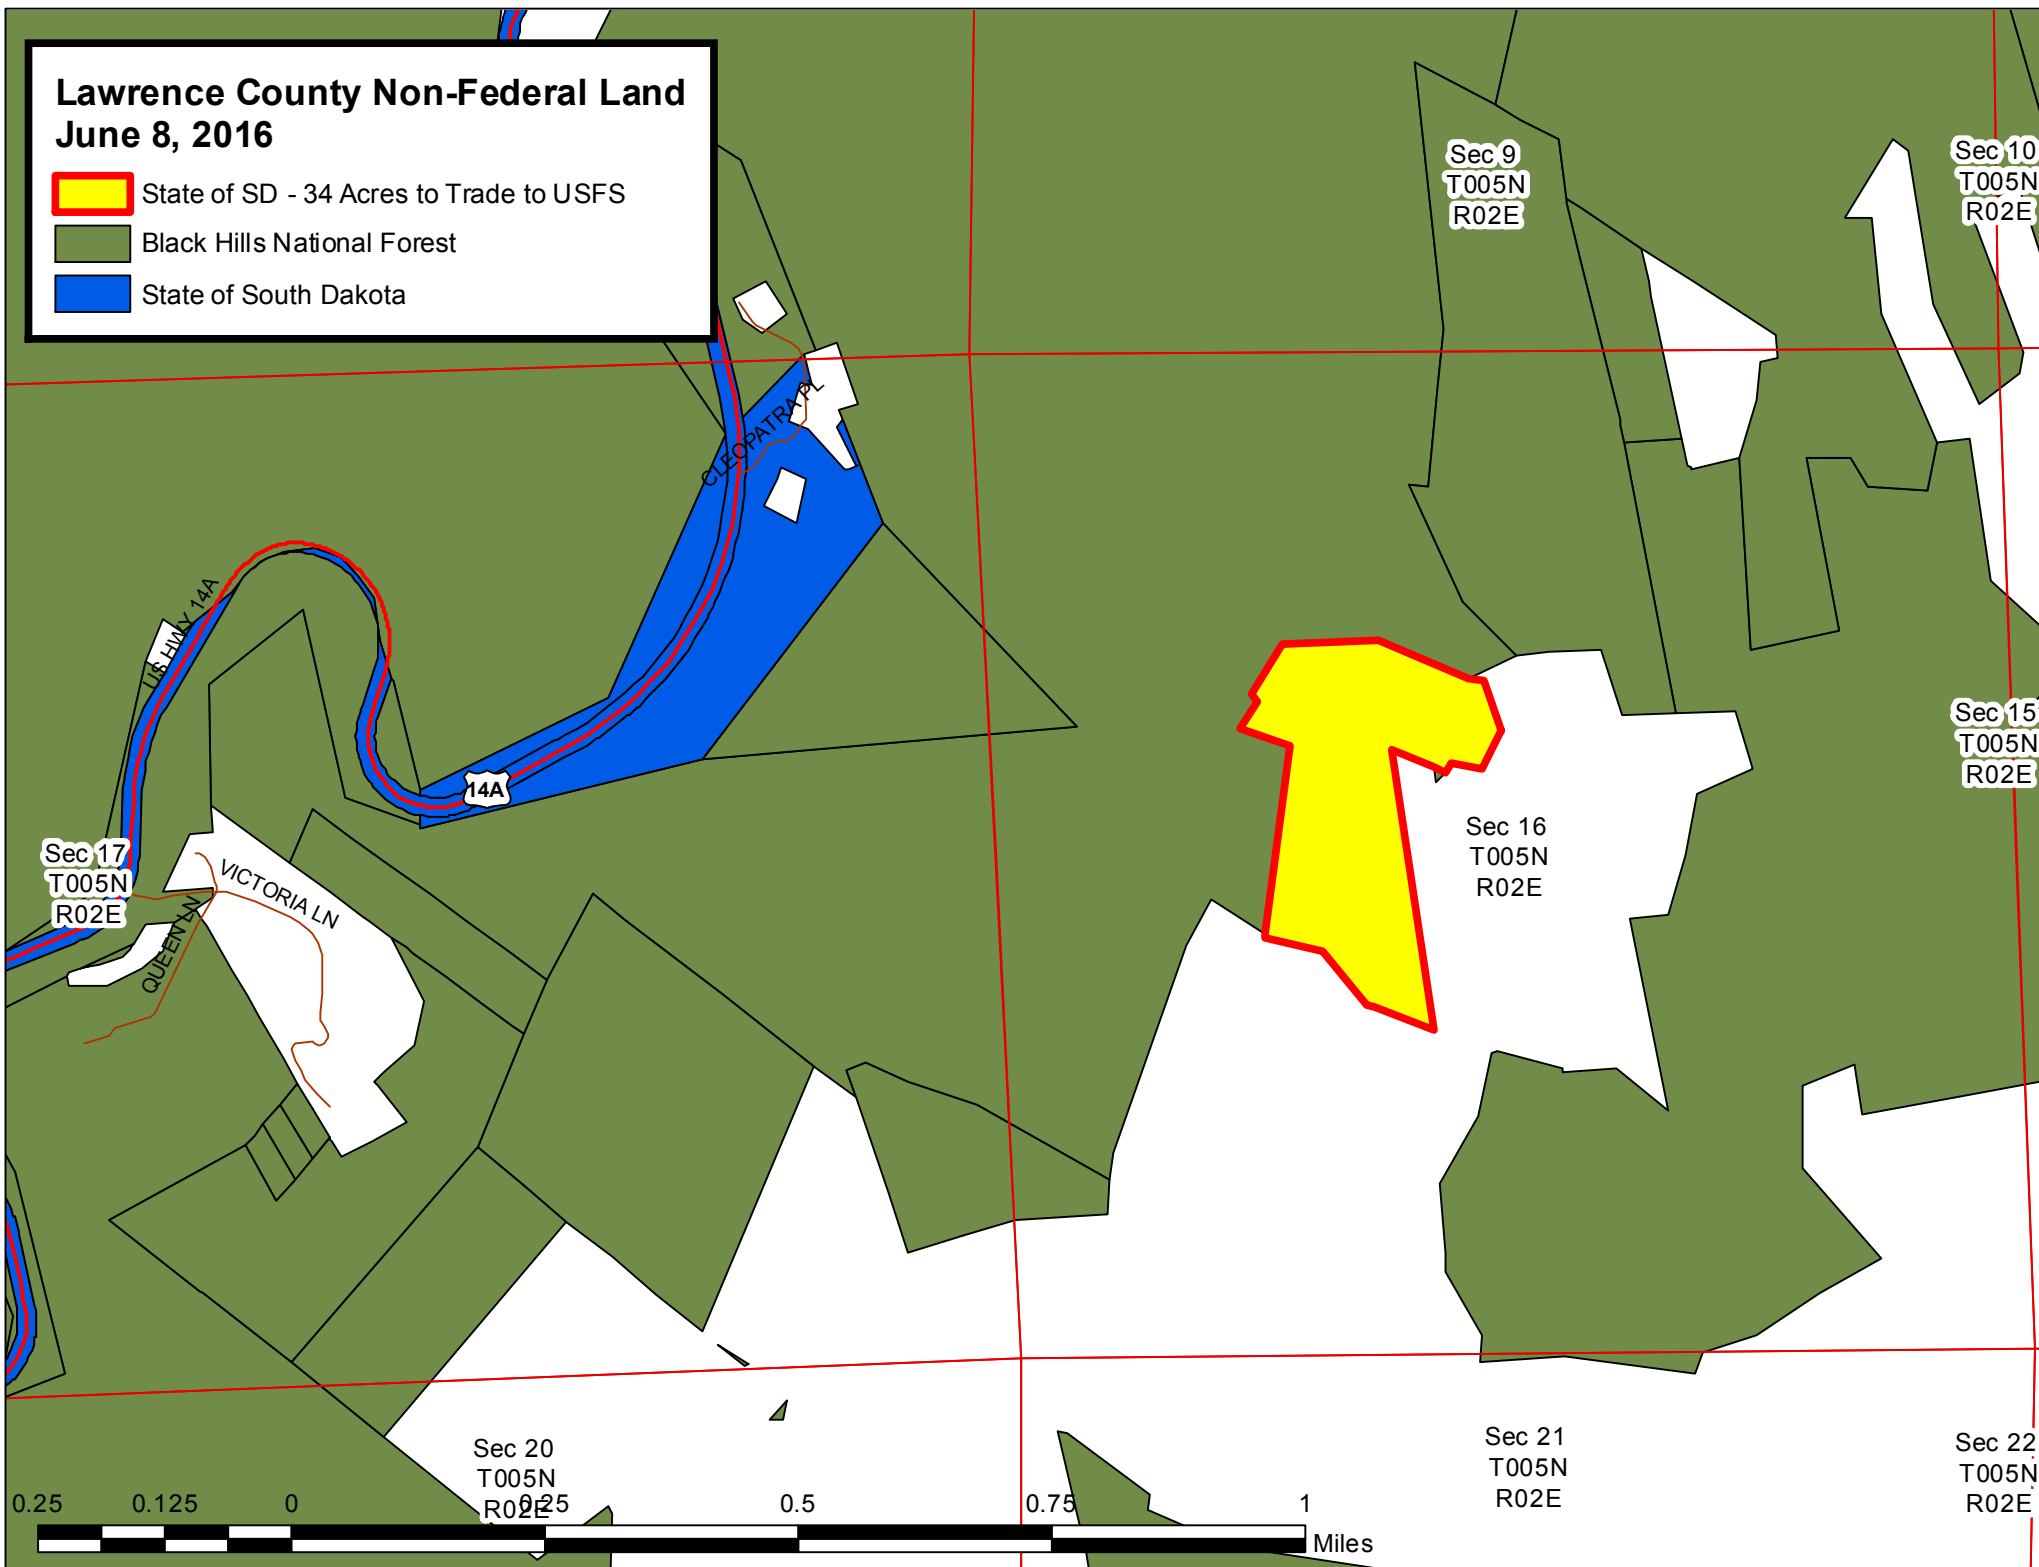 Lawrence County Non-Federal Land
June 8, 2016
State of SD - 34 Acres to Trade to USFS
Black Hills National Forest
State of South Dakota
Sec 9
T005N
R02E
Sec 10
T005N
R02E
CLEOPATRA PL
US HWY 14A
14A
Sec 15
T005N
R02E
Sec 16
T005N
R02E
Sec 17
T005N
R02E
VICTORIA LN
QUEEN LN
Sec 20
T005N
R02E
Sec 21
T005N
R02E
Sec 22
T005N
R02E
0.25 0.125 0 0.25 0.5 0.75 1
Miles